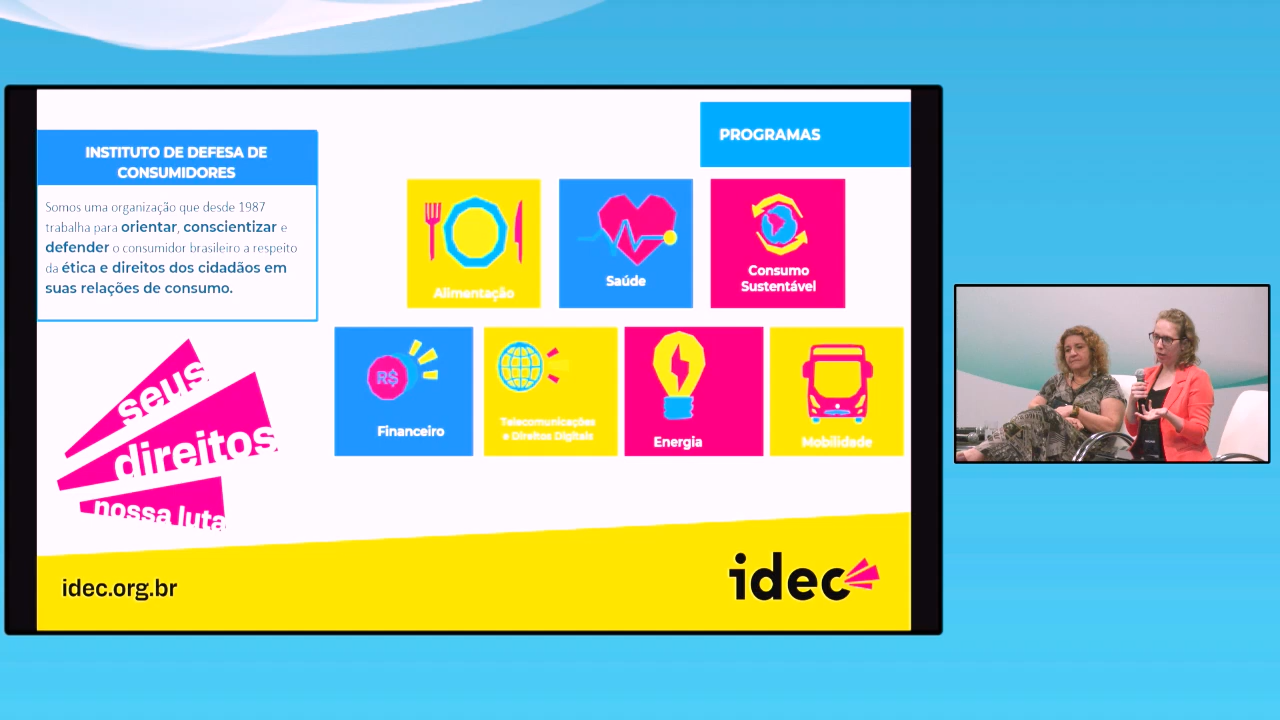 INSTITUTO DE DEFESA DE
CONSUMIDORES
Somos uma organização que desde 1987
trabalha para orientar, conscientizar e
defender o consumidor brasileiro a respeito
da ética e direitos dos cidadãos em
suas relações de consumo.
PROGRAMAS
Alimentação
Saúde
Consumo
Sustentável
R$
Financeiro
Telecomunicações
e Direitos Digitais
Energia
Mobilidade
seus
direitos
nossa luta
idec.org.br
idec